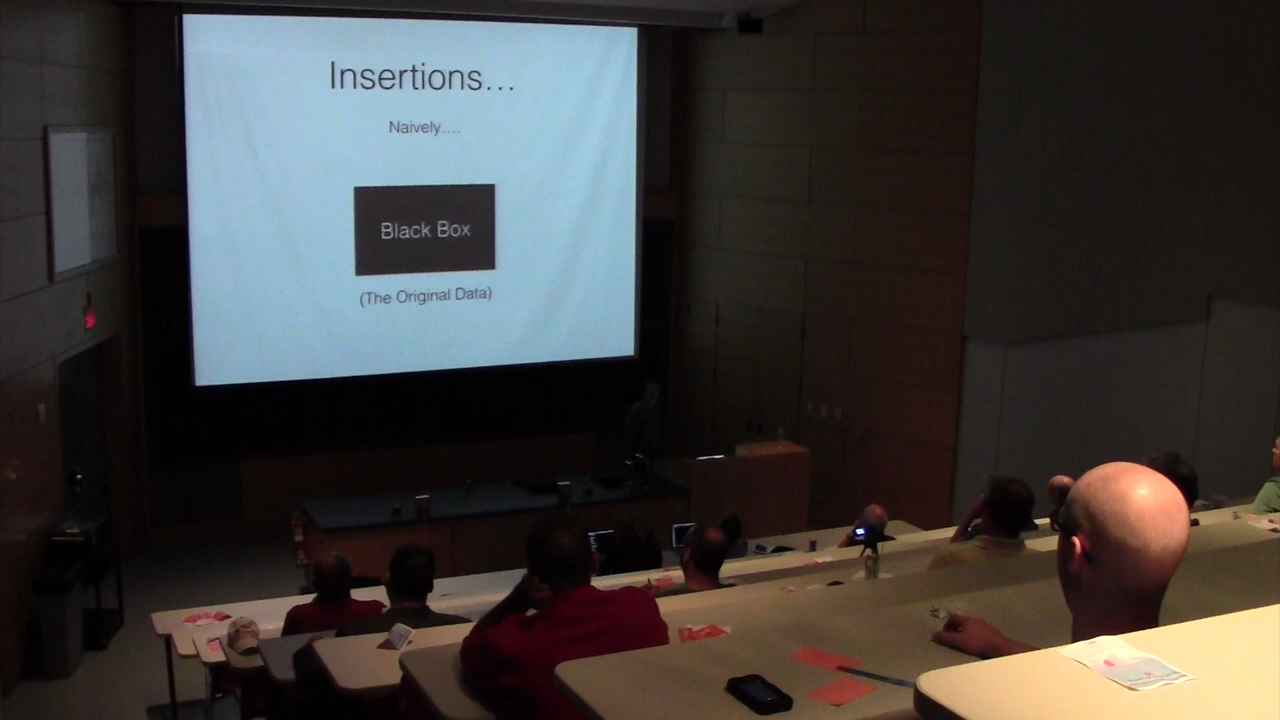 Insertions...
Naively....
Black Box
(The Original Data)